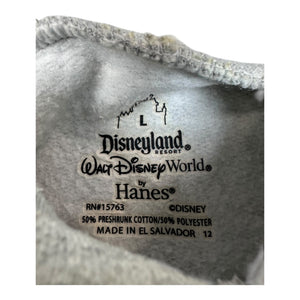 L
Disneyland®
RESORT
Walt Disney World®
by
Hanes®
RN#15763 ©DISNEY
50% PRESHRUNK COTTON/50% POLYESTER
MADE IN EL SALVADOR 12